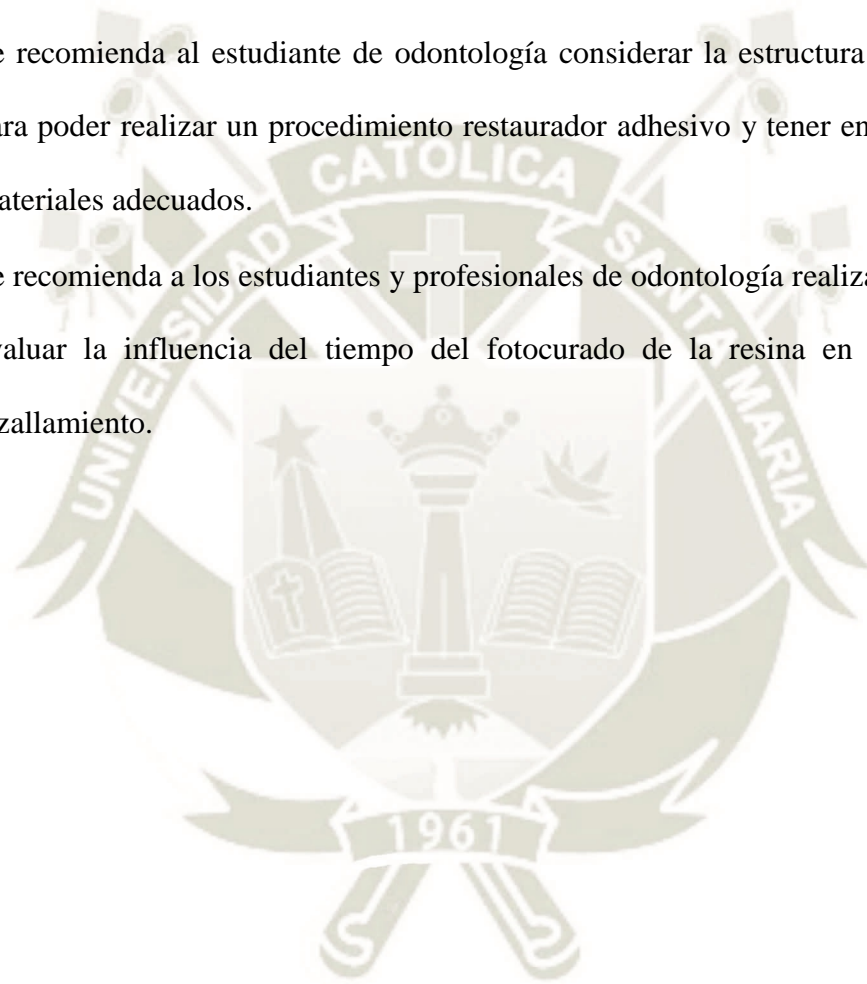 e recomienda al estudiante de odontología considerar la estructura
ara poder realizar un procedimiento restaurador adhesivo y tener en
ateriales adecuados.
e recomienda a los estudiantes y profesionales de odontología realiza
valuar la influencia del tiempo del fotocurado de la resina en
izallamiento.
UNIVERSIDAD CATOLICA SANTA MARIA
1961